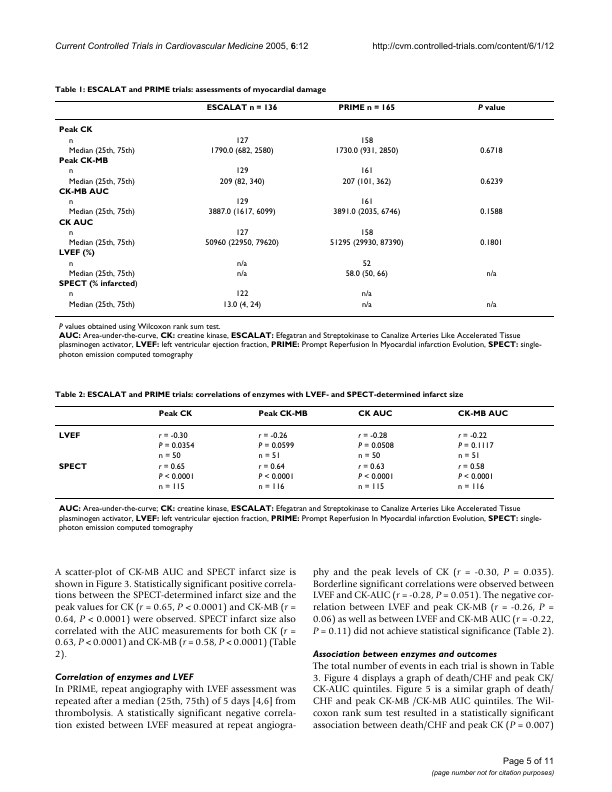 Current Controlled Trials in Cardiovascular Medicine 2005, 6:12 http://cvm.controlled-trials.com/content/6/1/12
Table 1: ESCALAT and PRIME trials: assessments of myocardial damage
ESCALAT n = 136 PRIME n = 165 P value
Peak CK
n 127 158
Median (25th, 75th) 1790.0 (682, 2580) 1730.0 (931, 2850) 0.6718
Peak CK-MB
n 129 161
Median (25th, 75th) 209 (82, 340) 207 (101, 362) 0.6239
CK-MB AUC
n 129 161
Median (25th, 75th) 3887.0 (1617, 6099) 3891.0 (2035, 6746) 0.1588
CK AUC
n 127 158
Median (25th, 75th) 50960 (22950, 79620) 51295 (29930, 87390) 0.1801
LVEF (%)
n n/a 52
Median (25th, 75th) n/a 58.0 (50, 66) n/a
SPECT (% infarcted)
n 122 n/a
Median (25th, 75th) 13.0 (4, 24) n/a n/a
P values obtained using Wilcoxon rank sum test.
AUC: Area-under-the-curve, CK: creatine kinase, ESCALAT: Efegatran and Streptokinase to Canalize Arteries Like Accelerated Tissue
plasminogen activator, LVEF: left ventricular ejection fraction, PRIME: Prompt Reperfusion In Myocardial infarction Evolution, SPECT: single-
photon emission computed tomography
Table 2: ESCALAT and PRIME trials: correlations of enzymes with LVEF- and SPECT-determined infarct size
Peak CK Peak CK-MB CK AUC CK-MB AUC
LVEF r = -0.30 r = -0.26 r = -0.28 r = -0.22
P = 0.0354 P = 0.0599 P = 0.0508 P = 0.1117
n = 50 n = 51 n = 50 n = 51
SPECT r = 0.65 r = 0.64 r = 0.63 r = 0.58
P < 0.0001 P < 0.0001 P < 0.0001 P < 0.0001
n = 115 n = 116 n = 115 n = 116
AUC: Area-under-the-curve; CK: creatine kinase, ESCALAT: Efegatran and Streptokinase to Canalize Arteries Like Accelerated Tissue
plasminogen activator, LVEF: left ventricular ejection fraction, PRIME: Prompt Reperfusion In Myocardial infarction Evolution, SPECT: single-
photon emission computed tomography
A scatter-plot of CK-MB AUC and SPECT infarct size is
shown in Figure 3. Statistically significant positive correla-
tions between the SPECT-determined infarct size and the
peak values for CK (r = 0.65, P < 0.0001) and CK-MB (r =
0.64, P < 0.0001) were observed. SPECT infarct size also
correlated with the AUC measurements for both CK (r =
0.63, P < 0.0001) and CK-MB (r = 0.58, P < 0.0001) (Table
2).
Correlation of enzymes and LVEF
In PRIME, repeat angiography with LVEF assessment was
repeated after a median (25th, 75th) of 5 days [4,6] from
thrombolysis. A statistically significant negative correla-
tion existed between LVEF measured at repeat angiogra-
phy and the peak levels of CK (r = -0.30, P = 0.035).
Borderline significant correlations were observed between
LVEF and CK-AUC (r = -0.28, P = 0.051). The negative cor-
relation between LVEF and peak CK-MB (r = -0.26, P =
0.06) as well as between LVEF and CK-MB AUC (r = -0.22,
P = 0.11) did not achieve statistical significance (Table 2).
Association between enzymes and outcomes
The total number of events in each trial is shown in Table
3. Figure 4 displays a graph of death/CHF and peak CK/
CK-AUC quintiles. Figure 5 is a similar graph of death/
CHF and peak CK-MB /CK-MB AUC quintiles. The Wil-
coxon rank sum test resulted in a statistically significant
association between death/CHF and peak CK (P = 0.007)
Page 5 of 11
(page number not for citation purposes)